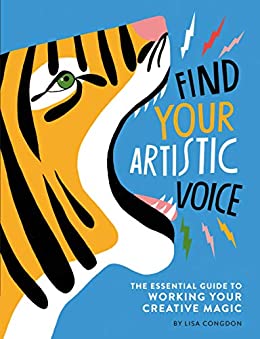 FIND
YOUR
ARTISTIC
VOICE
THE ESSENTIAL GUIDE TO
WORKING YOUR
CREATIVE MAGIC
BY LISA CONGDON